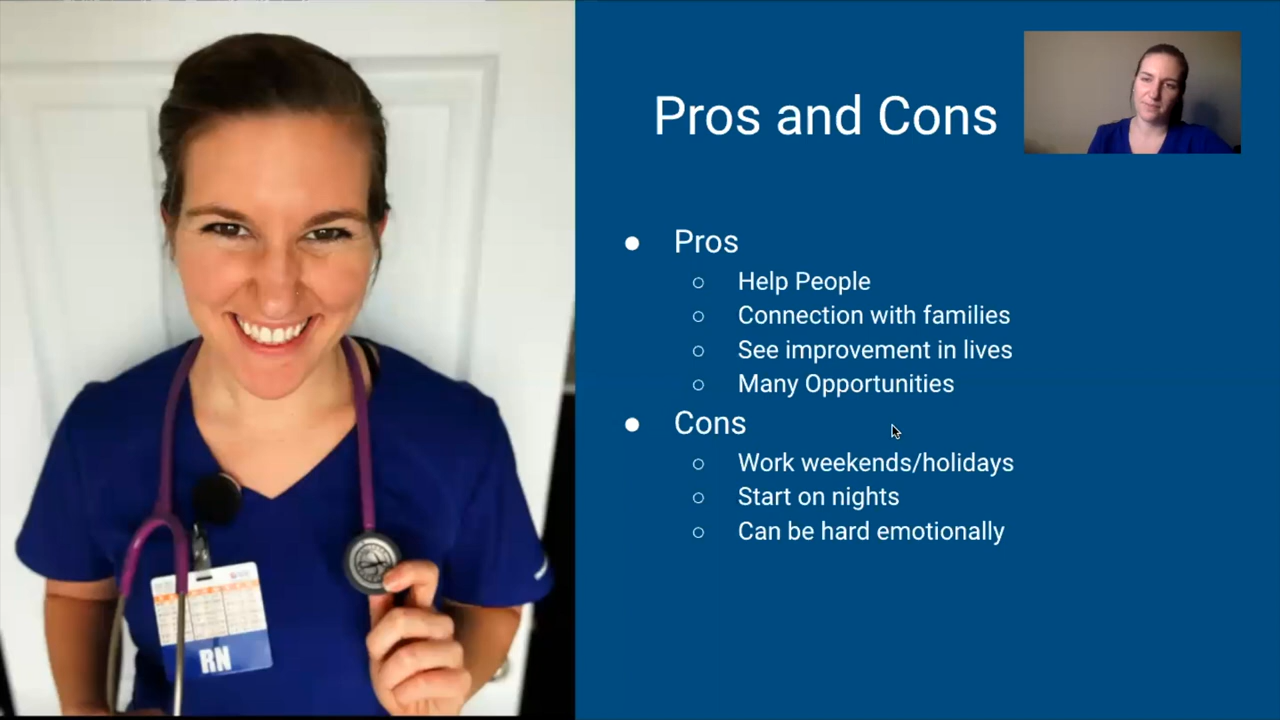 Pros and Cons
Pros
Help People
Connection with families
See improvement in lives
Many Opportunities
Cons
Work weekends/holidays
Start on nights
Can be hard emotionally
RN